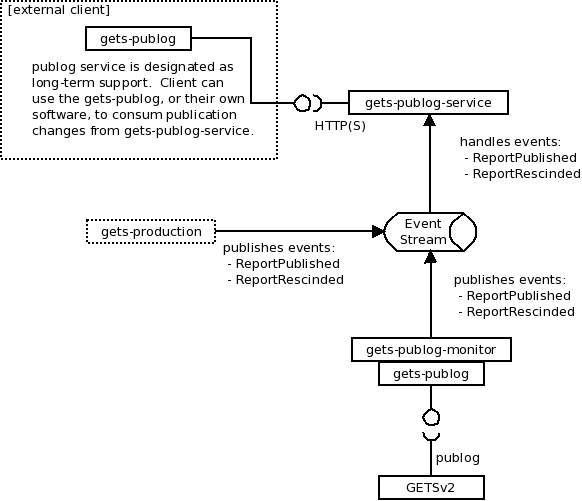 [external client]
gets-publog
publog service is designated as
long-term support. Client can
use the gets-publog, or their own
software, to consum publication
changes from gets-publog-service.
gets-publog-service
HTTP(S)
handles events:
- ReportPublished
- ReportRescinded
gets-production
Event
Stream
publishes events:
- ReportPublished
- ReportRescinded
publishes events:
- ReportPublished
- ReportRescinded
gets-publog-monitor
gets-publog
publog
GETSv2